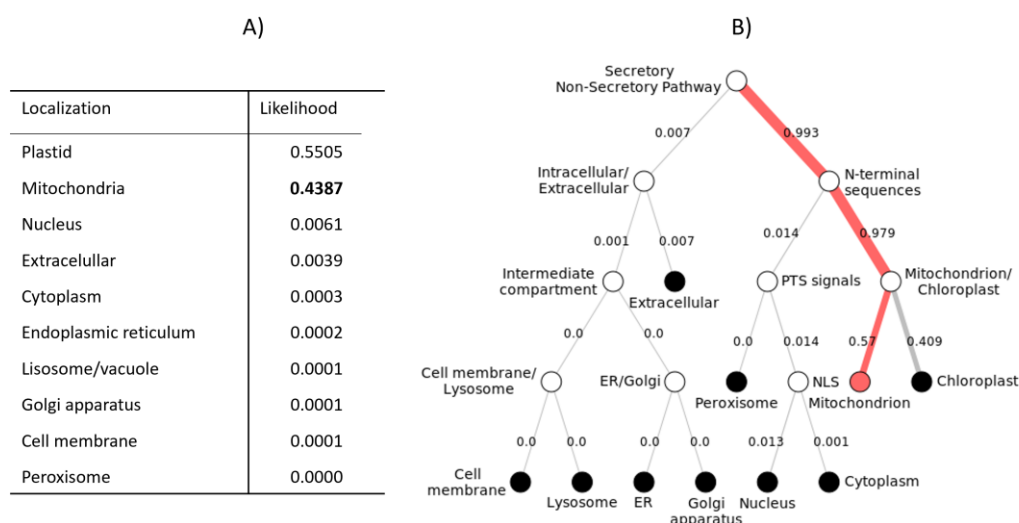 A)
Localization Likelihood
Plastid 0.5505
Mitochondria 0.4387
Nucleus 0.0061
Extracelullar 0.0039
Cytoplasm 0.0003
Endoplasmic reticulum 0.0002
Lisosome/vacuole 0.0001
Golgi apparatus 0.0001
Cell membrane 0.0001
Peroxisome 0.0000
B)
Secretory
Non-Secretory Pathway
0.007 0.993
Intracellular/
Extracellular
N-terminal
sequences
0.001 0.007 0.014 0.979
Intermediate
compartment
Extracellular
PTS signals
Mitochondrion/
Chloroplast
0.0 0.0 0.0 0.014 0.57 0.409
Cell membrane/
Lysosome
ER/Golgi
Peroxisome
NLS
Mitochondrion
Chloroplast
0.0 0.0 0.0 0.0 0.013 0.001
Cell
membrane
Lysosome
ER
Golgi
apparatus
Nucleus
Cytoplasm